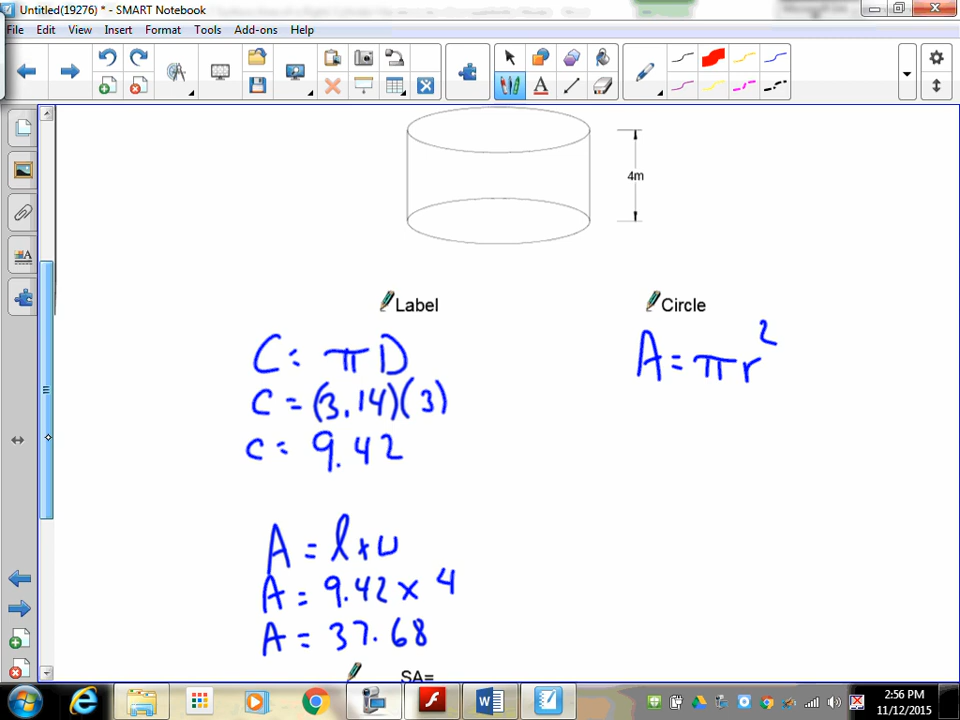 Untitled(19276) * - SMART Notebook
File Edit View Insert Format Tools Add-ons Help
4m
Label
Circle
C = πD
C = (3.14)(3)
C = 9.42
A = πr²
A = l x w
A = 9.42 x 4
A = 37.68
SA=
2:56 PM
11/12/2015